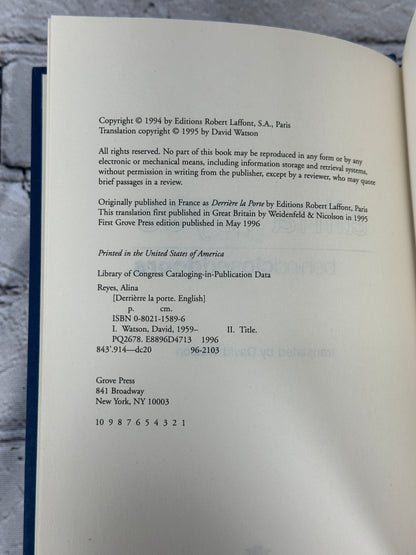 Copyright © 1994 by Editions Robert Laffont, S.A., Paris
Translation copyright © 1995 by David Watson
All rights reserved. No part of this book may be reproduced in any form or by any
electronic or mechanical means, including information storage and retrieval systems,
without permission in writing from the publisher, except by a reviewer, who may quote
brief passages in a review.
Originally published in France as Derrière la Porte by Editions Robert Laffont, Paris
This translation first published in Great Britain by Weidenfeld & Nicolson in 1995
First Grove Press edition published in May 1996
Printed in the United States of America
Library of Congress Cataloging-in-Publication Data
Reyes, Alina
[Derrièrre la porte. English]
p. cm.
ISBN 0-8021-1589-6
I. Watson, David, 1959– II. Title.
PQ2678. E8896D4713 1996
843'.914—dc20 96-2103
Grove Press
841 Broadway
New York, NY 10003
10 9 8 7 6 5 4 3 2 1